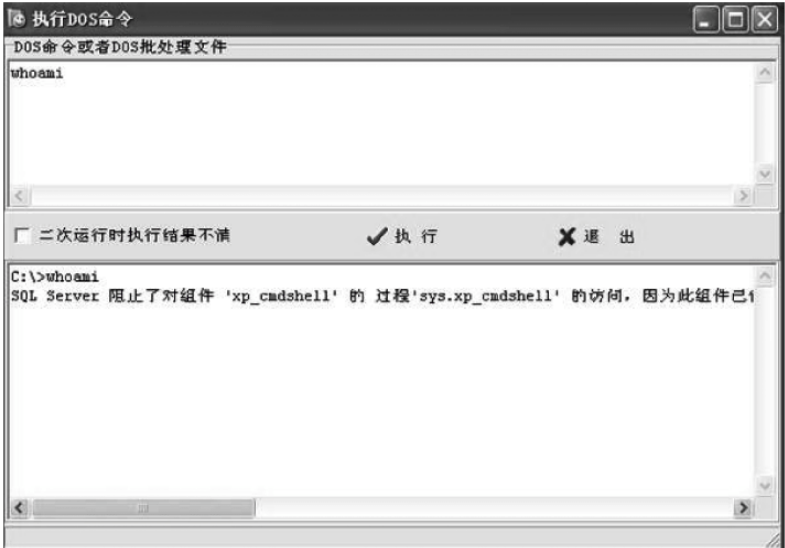 执行DOS命令
DOS命令或者DOS批处理文件
whoami
二次运行时执行结果不清
执 行
退 出
C:\>whoami
SQL Server 阻止了对组件 'xp_cmdshell' 的 过程'sys.xp_cmdshell' 的访问，因为此组件已